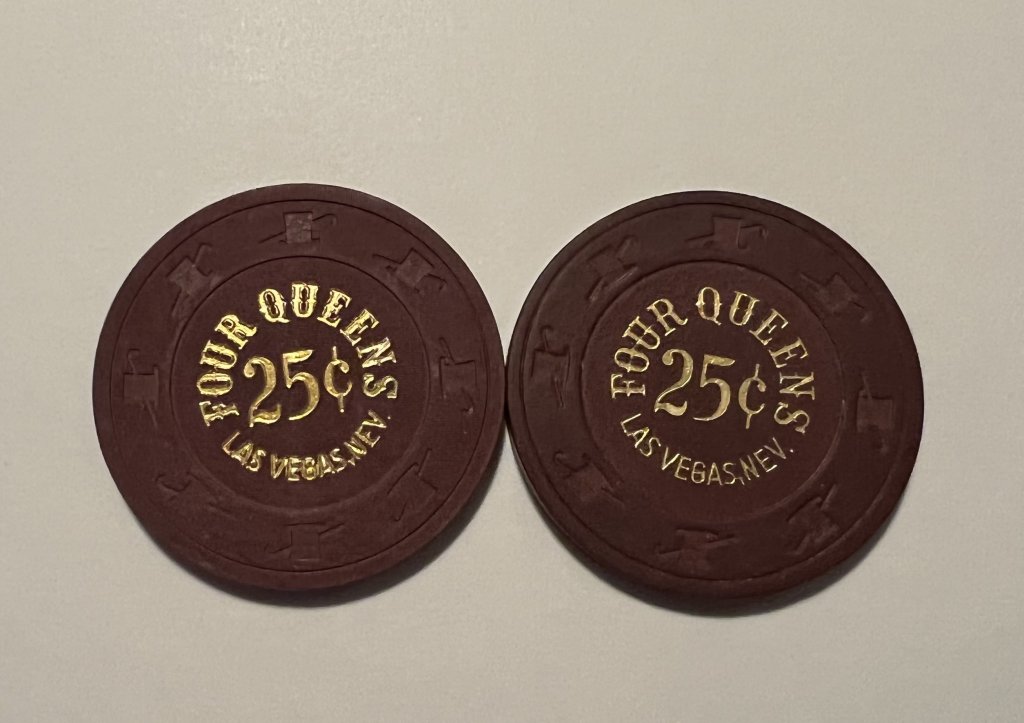 FOUR QUEENS
25¢
LAS VEGAS, NEV.
FOUR QUEENS
25¢
LAS VEGAS, NEV.